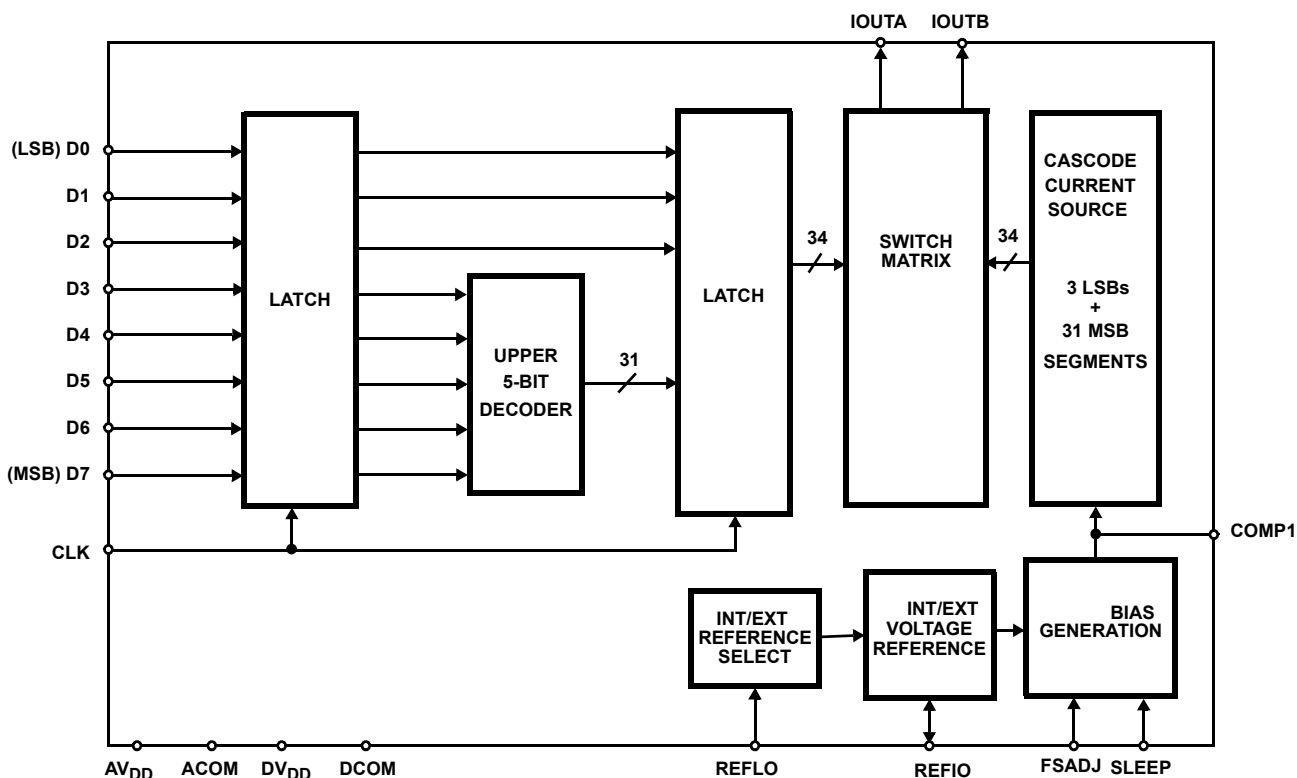 IOUTA IOUTB
(LSB) D0
D1
D2
D3
D4
D5
D6
(MSB) D7
CLK
LATCH
UPPER
5-BIT
DECODER
31
LATCH
34
SWITCH
MATRIX
34
CASCODE
CURRENT
SOURCE
3 LSBs
+
31 MSB
SEGMENTS
COMP1
INT/EXT
REFERENCE
SELECT
INT/EXT
VOLTAGE
REFERENCE
BIAS
GENERATION
AVDD ACOM DVDD DCOM REFLO REFIO FSADJ SLEEP